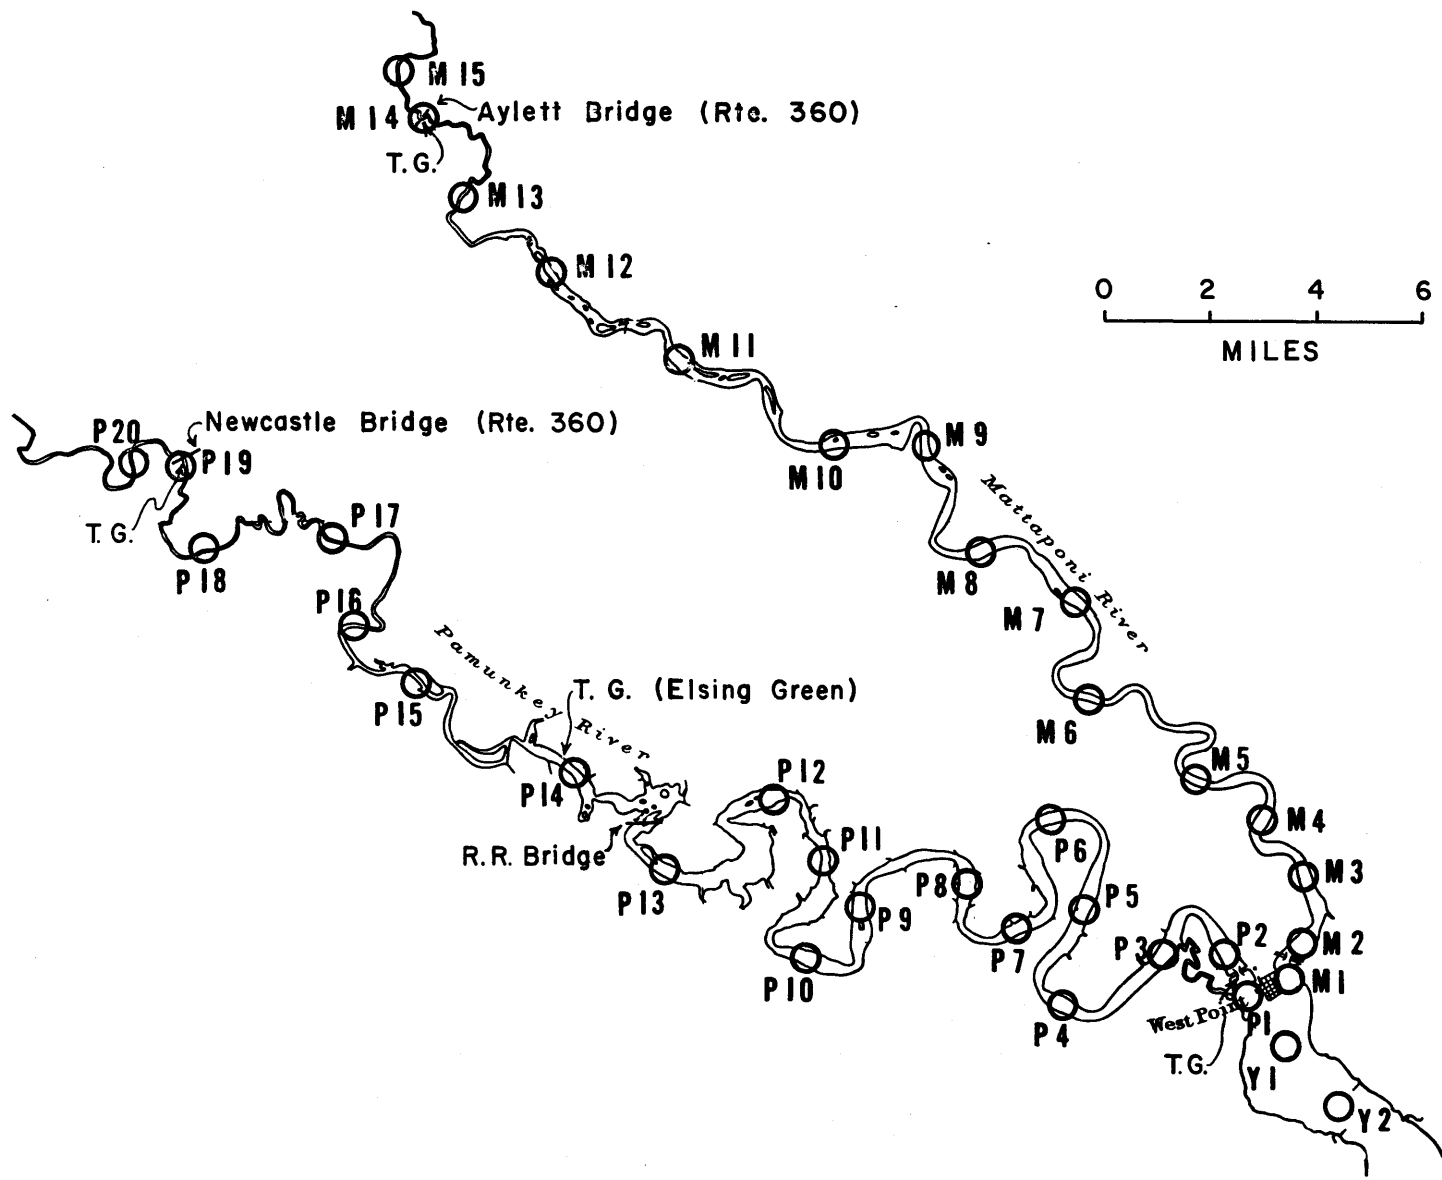 M15
M14
Aylett Bridge (Rte. 360)
T.G.
M13
M12
0 2 4 6
MILES
M11
P20
Newcastle Bridge (Rte. 360)
P19
M10
M9
Mattaponi River
T.G.
P17
P18
M8
P16
M7
Pamunkey River
T.G. (Elsing Green)
P15
M6
M5
P14
P12
M4
R.R. Bridge
P11
P6
M3
P13
P8
P5
P9
P7
P3
P2
M2
P10
M1
P4
West Point
P1
T.G.
Y1
Y2